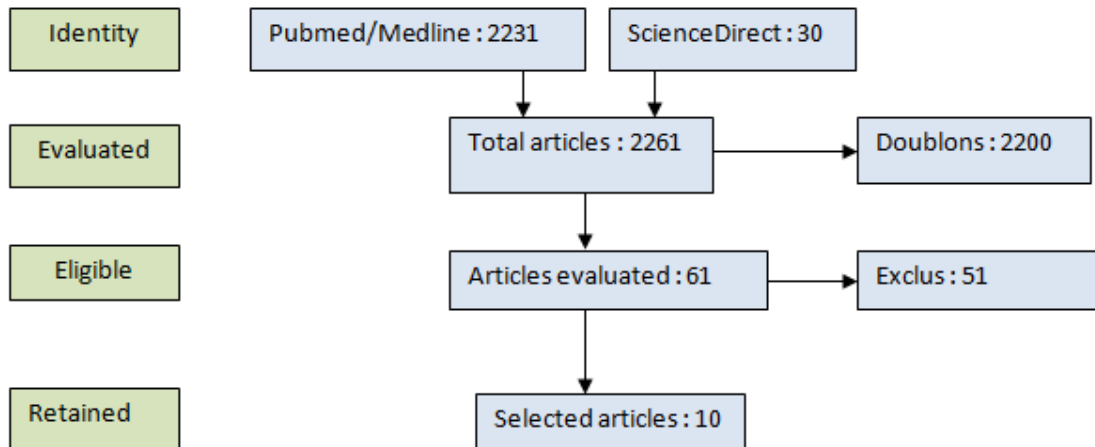 Identity
Pubmed/Medline : 2231
ScienceDirect : 30
Evaluated
Total articles : 2261
Doublons : 2200
Eligible
Articles evaluated : 61
Exclus : 51
Retained
Selected articles : 10